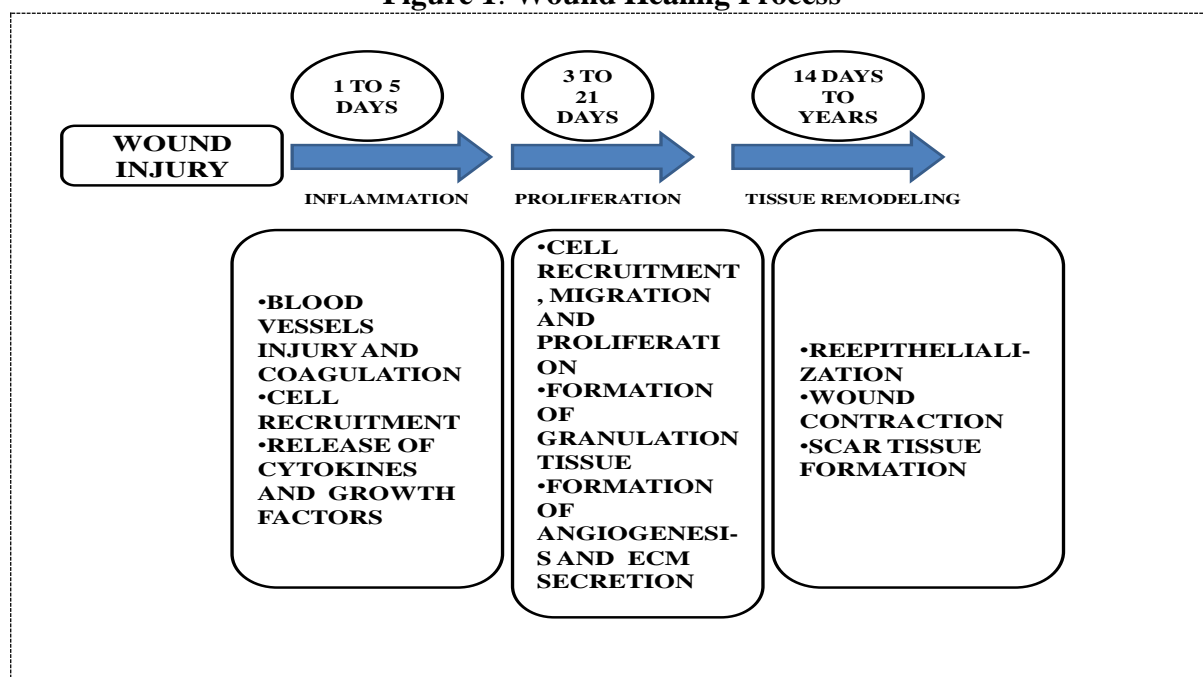 Figure 1: Wound Healing Process
1 TO 5
DAYS
3 TO
21
DAYS
14 DAYS
TO
YEARS
WOUND
INJURY
INFLAMMATION
PROLIFERATION
TISSUE REMODELING
•BLOOD
VESSELS
INJURY AND
COAGULATION
•CELL
RECRUITMENT
•RELEASE OF
CYTOKINES
AND GROWTH
FACTORS
•CELL
RECRUITMENT
, MIGRATION
AND
PROLIFERATI
ON
•FORMATION
OF
GRANULATION
TISSUE
•FORMATION
OF
ANGIOGENESI-
S AND ECM
SECRETION
•REEPITHELIALI-
ZATION
•WOUND
CONTRACTION
•SCAR TISSUE
FORMATION